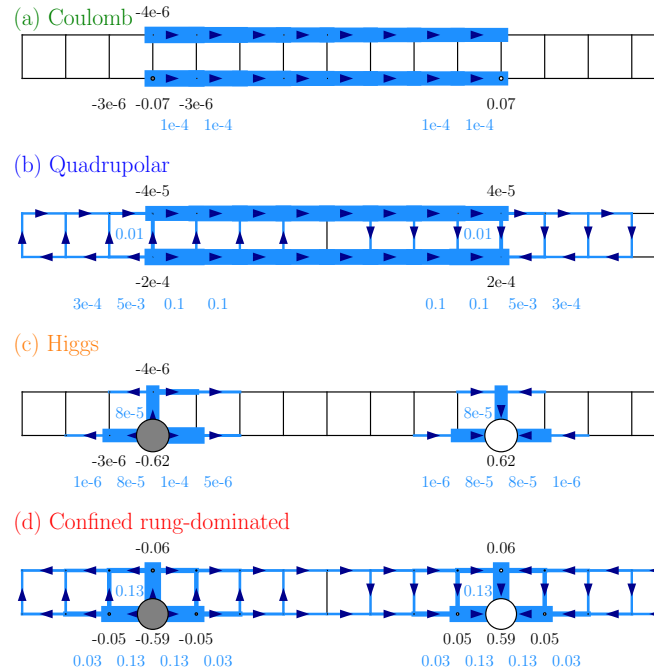 (a) Coulomb
-4e-6
-3e-6 -0.07 -3e-6 0.07
1e-4 1e-4 1e-4 1e-4
(b) Quadrupolar
-4e-5 4e-5
0.01 0.01
-2e-4 2e-4
3e-4 5e-3 0.1 0.1 0.1 0.1 5e-3 3e-4
(c) Higgs
-4e-6
8e-5 8e-5
-3e-6 -0.62 0.62
1e-6 8e-5 1e-4 5e-6 1e-6 8e-5 8e-5 1e-6
(d) Confined rung-dominated
-0.06 0.06
0.13 0.13
-0.05 -0.59 -0.05 0.05 0.59 0.05
0.03 0.13 0.13 0.03 0.03 0.13 0.13 0.03